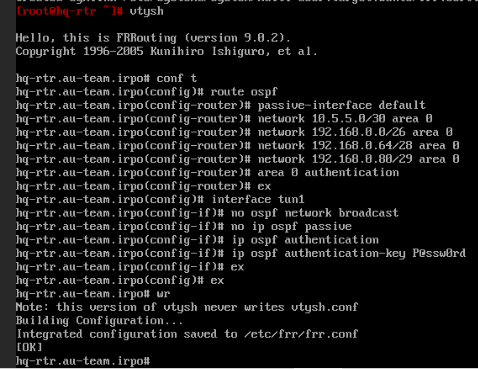 [root@hq-rtr ~]# vtysh
Hello, this is FRRouting (version 9.0.2).
Copyright 1996-2005 Kunihiro Ishiguro, et al.
hq-rtr.au-team.irpo# conf t
hq-rtr.au-team.irpo(config)# route ospf
hq-rtr.au-team.irpo(config-router)# passive-interface default
hq-rtr.au-team.irpo(config-router)# network 10.5.5.0/30 area 0
hq-rtr.au-team.irpo(config-router)# network 192.168.0.0/26 area 0
hq-rtr.au-team.irpo(config-router)# network 192.168.0.64/28 area 0
hq-rtr.au-team.irpo(config-router)# network 192.168.0.80/29 area 0
hq-rtr.au-team.irpo(config-router)# area 0 authentication
hq-rtr.au-team.irpo(config-router)# ex
hq-rtr.au-team.irpo(config)# interface tun1
hq-rtr.au-team.irpo(config-if)# no ospf network broadcast
hq-rtr.au-team.irpo(config-if)# no ip ospf passive
hq-rtr.au-team.irpo(config-if)# ip ospf authentication
hq-rtr.au-team.irpo(config-if)# ip ospf authentication-key P@ssw0rd
hq-rtr.au-team.irpo(config-if)# ex
hq-rtr.au-team.irpo(config)# ex
hq-rtr.au-team.irpo# wr
Note: this version of vtysh never writes vtysh.conf
Building Configuration...
Integrated configuration saved to /etc/frr/frr.conf
[OK]
hq-rtr.au-team.irpo#